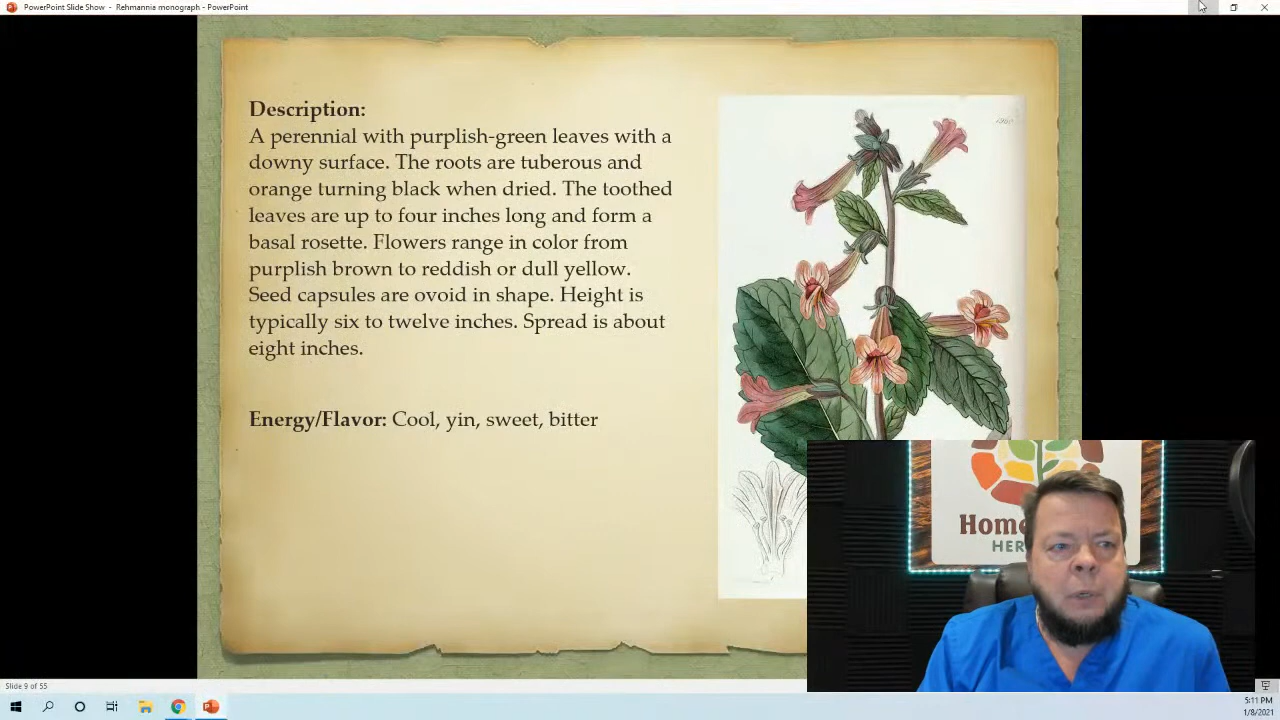 PowerPoint Slide Show - Rehmannia monograph - PowerPoint
Description:
A perennial with purplish-green leaves with a
downy surface. The roots are tuberous and
orange turning black when dried. The toothed
leaves are up to four inches long and form a
basal rosette. Flowers range in color from
purplish brown to reddish or dull yellow.
Seed capsules are ovoid in shape. Height is
typically six to twelve inches. Spread is about
eight inches.
Energy/Flavor: Cool, yin, sweet, bitter
Home
HER
Slide 9 of 55
5:11 PM
1/8/2021